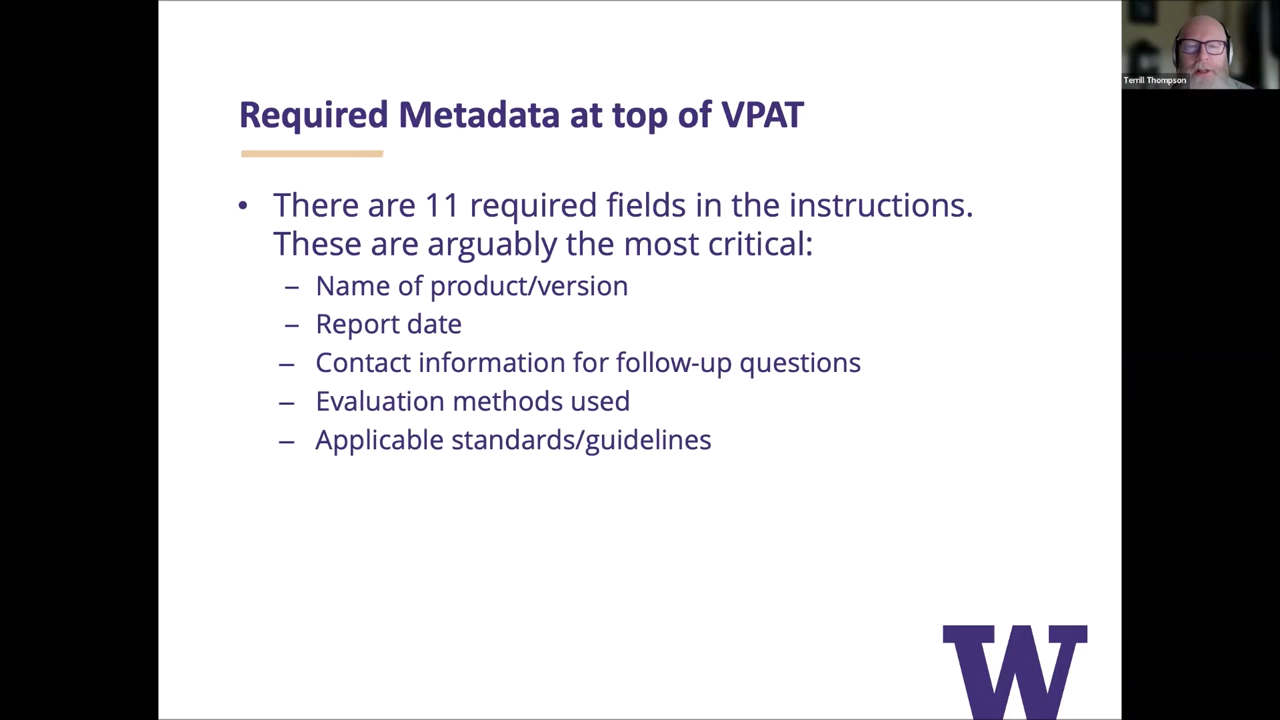 Required Metadata at top of VPAT
• There are 11 required fields in the instructions.
These are arguably the most critical:
– Name of product/version
– Report date
– Contact information for follow-up questions
– Evaluation methods used
– Applicable standards/guidelines
Terrill Thompson
W